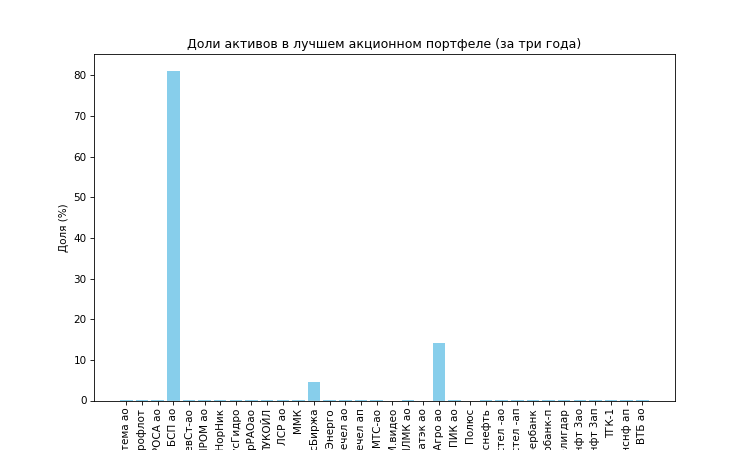 Доли активов в лучшем акционном портфеле (за три года)
Доля (%)
80
70
60
50
40
30
20
10
0
тема ао
рофлот
РОСА ао
БСП ао
евСт-ао
ПРОМ ао
НорНик
сГидро
рРАОао
ЛУКОЙЛ
ЛСР ао
ММК
сБиржа
Энерго
ечел ао
ечел ап
МТС-ао
М.видео
ЛМК ао
атэк ао
Агро ао
ПИК ао
Полюс
снефть
стел -ао
стел -ап
ербанк
рбанк-п
лигдар
нфт 3ао
нфт 3ап
ТГК-1
нснф ап
ВТБ ао